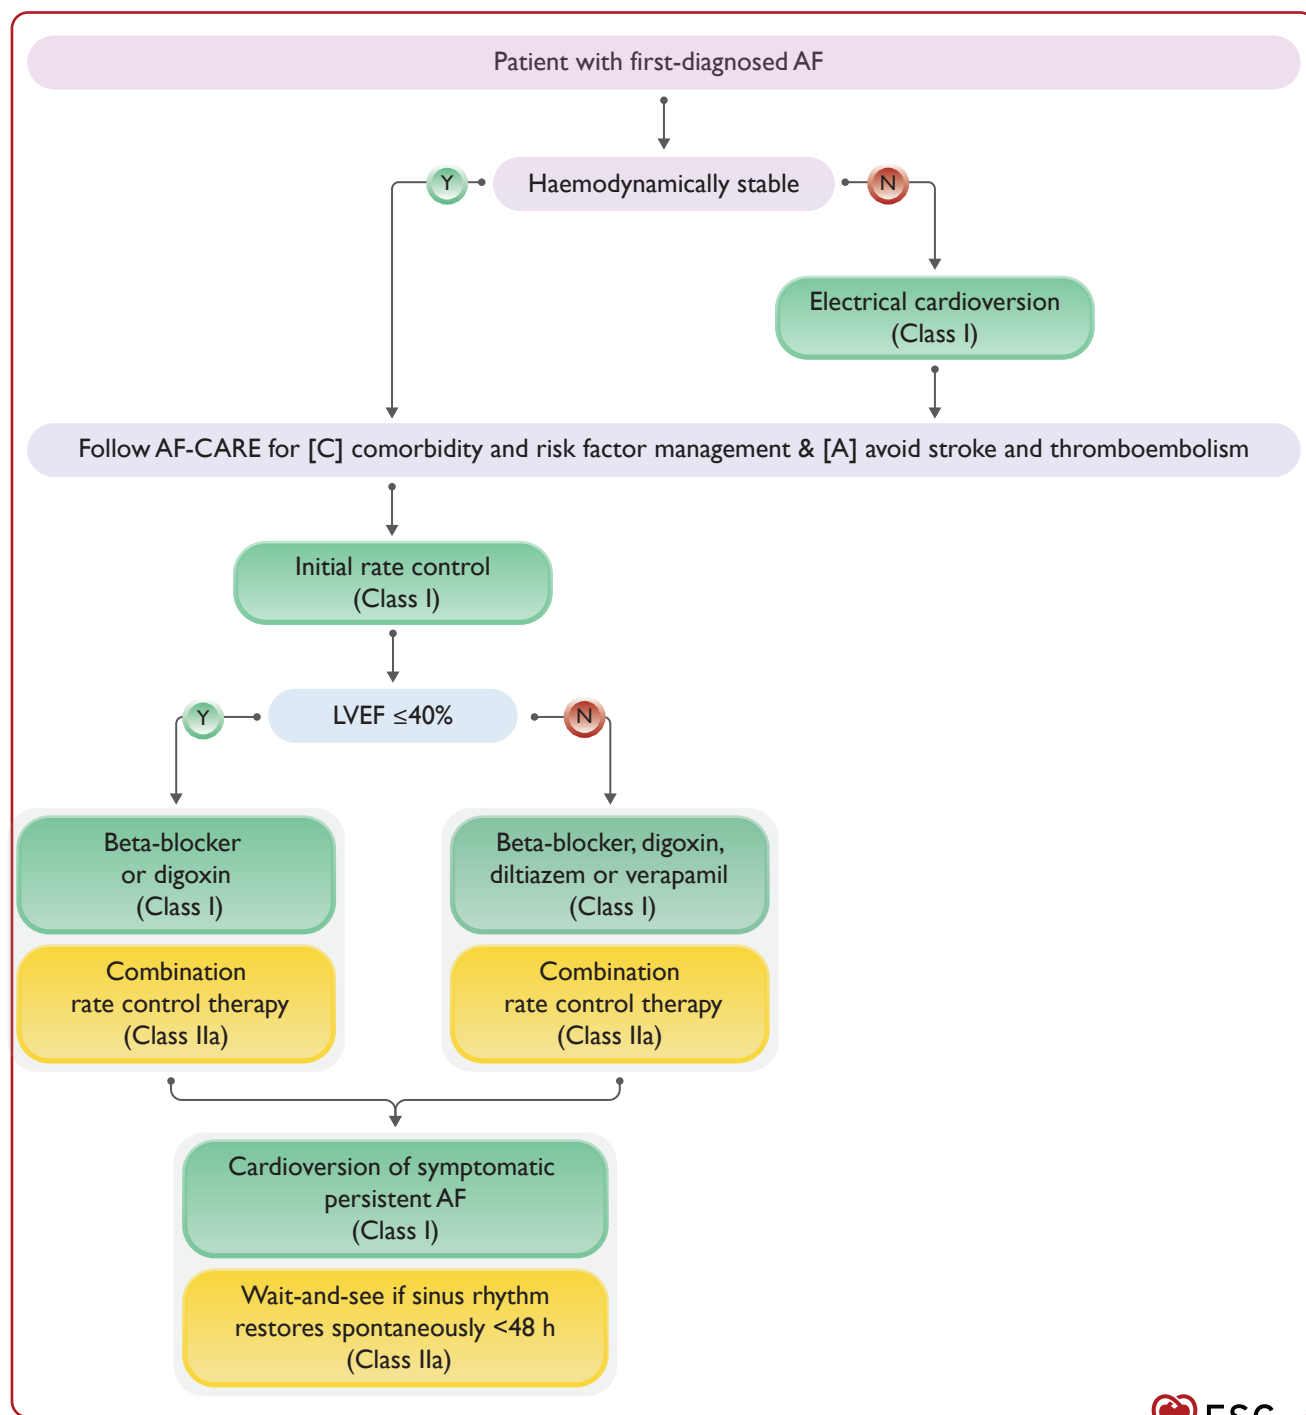 Patient with first-diagnosed AF
Y
Haemodynamically stable
N
Electrical cardioversion
(Class I)
Follow AF-CARE for [C] comorbidity and risk factor management & [A] avoid stroke and thromboembolism
Initial rate control
(Class I)
Y
LVEF ≤40%
N
Beta-blocker
or digoxin
(Class I)
Beta-blocker, digoxin,
diltiazem or verapamil
(Class I)
Combination
rate control therapy
(Class IIa)
Combination
rate control therapy
(Class IIa)
Cardioversion of symptomatic
persistent AF
(Class I)
Wait-and-see if sinus rhythm
restores spontaneously <48 h
(Class IIa)
ESC